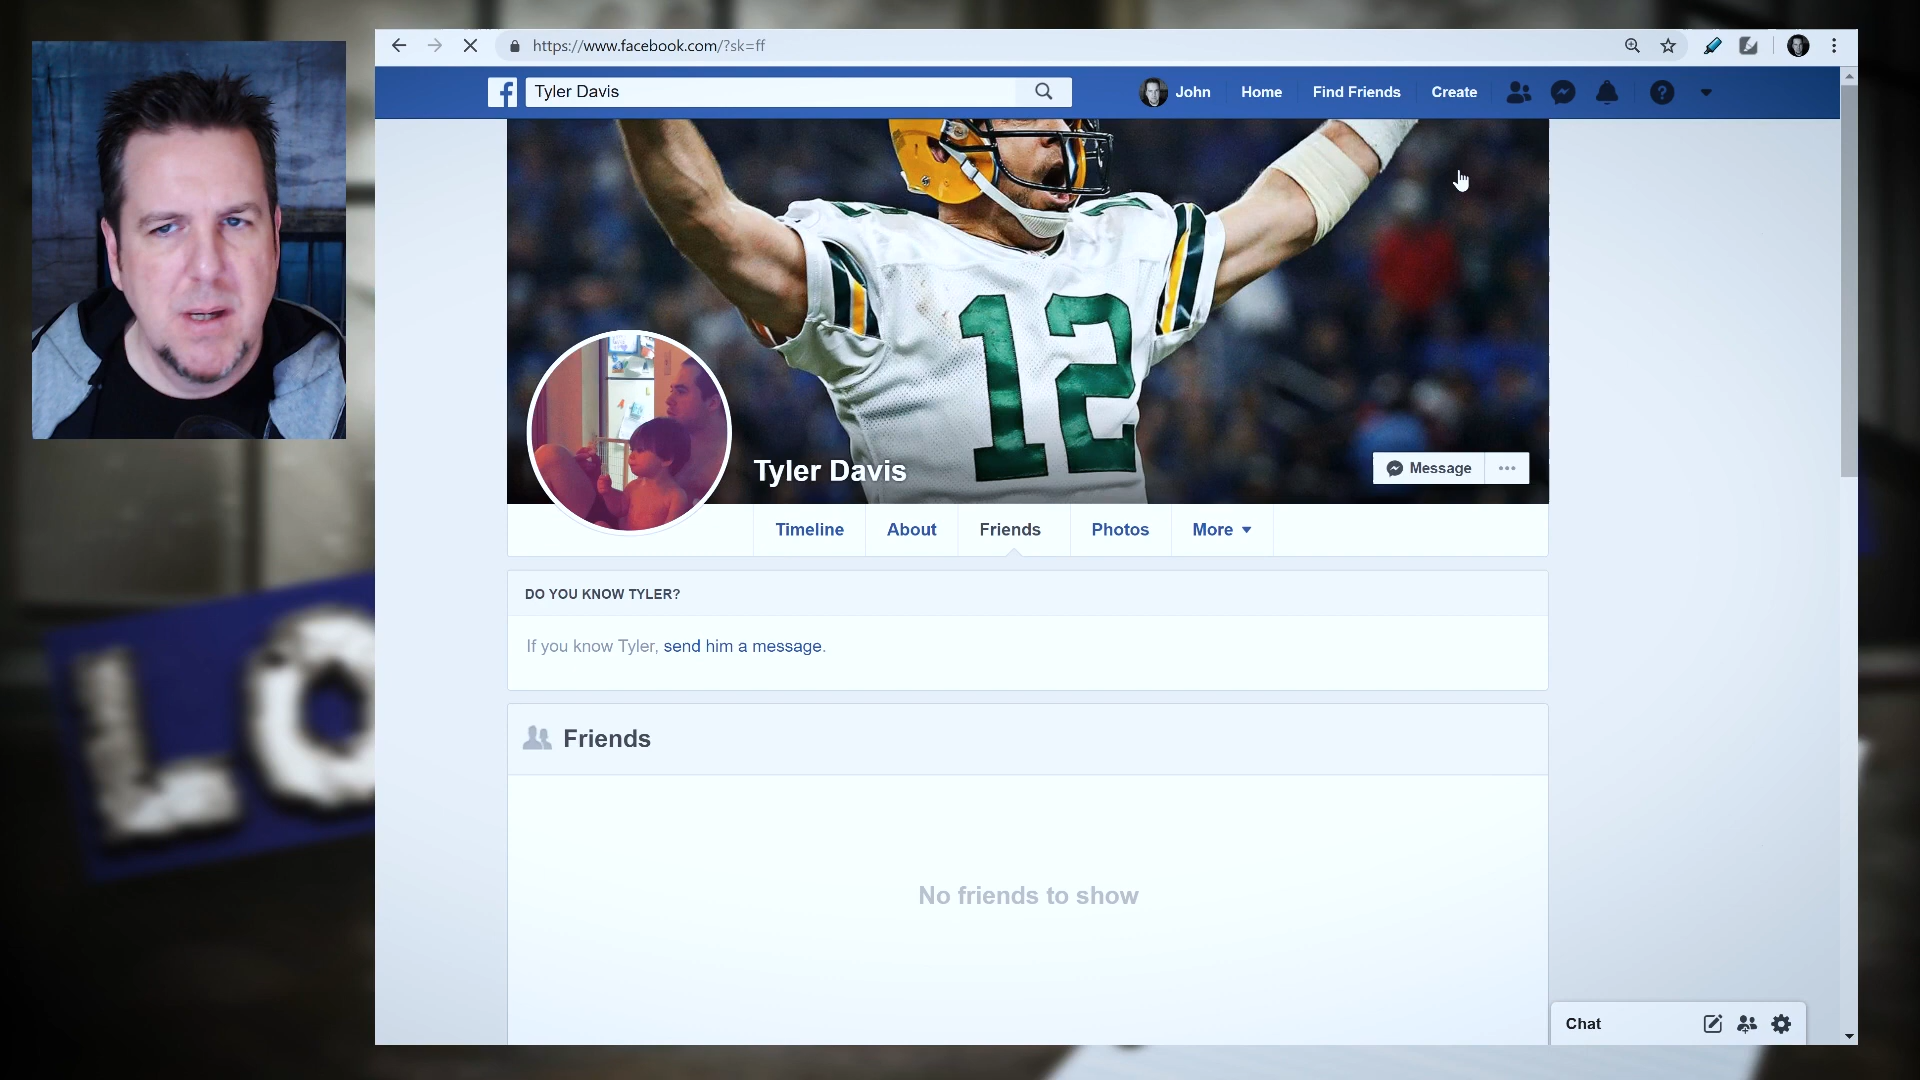 https://www.facebook.com/?sk=ff
f
Tyler Davis
John
Home
Find Friends
Create
12
Tyler Davis
Message
Timeline
About
Friends
Photos
More
DO YOU KNOW TYLER?
If you know Tyler, send him a message.
Friends
No friends to show
Chat
LO